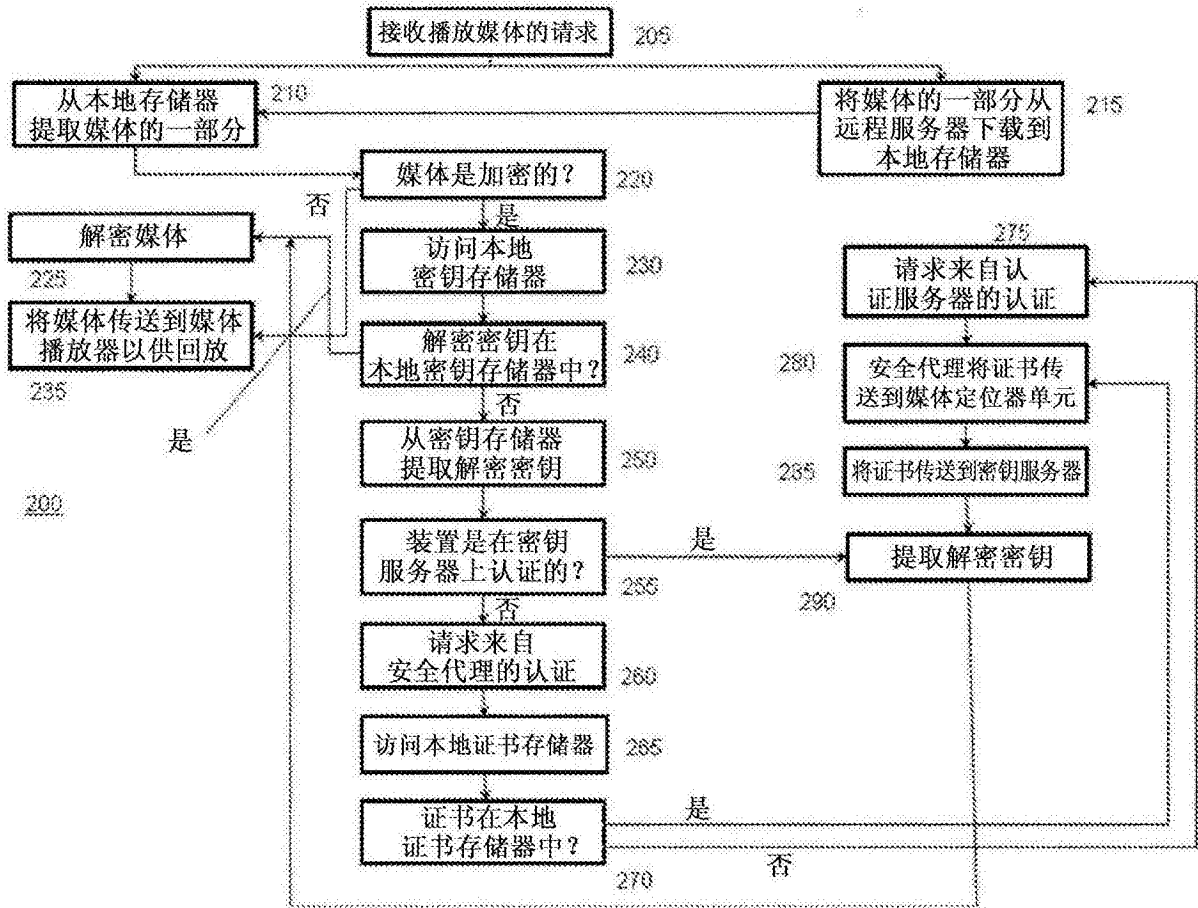 接收播放媒体的请求
205
从本地存储器
提取媒体的一部分
210
将媒体的一部分从
远程服务器下载到
本地存储器
215
媒体是加密的？
220
否
是
解密媒体
225
访问本地
密钥存储器
230
275
请求来自认
证服务器的认证
将媒体传送到媒体
播放器以供回放
235
解密密钥在
本地密钥存储器中？
240
280
安全代理将证书传
送到媒体定位器单元
否
是
从密钥存储器
提取解密密钥
250
285
将证书传送到密钥服务器
200
装置是在密钥
服务器上认证的？
255
是
提取解密密钥
290
否
请求来自
安全代理的认证
260
访问本地证书存储器
265
证书在本地
证书存储器中？
270
是
否